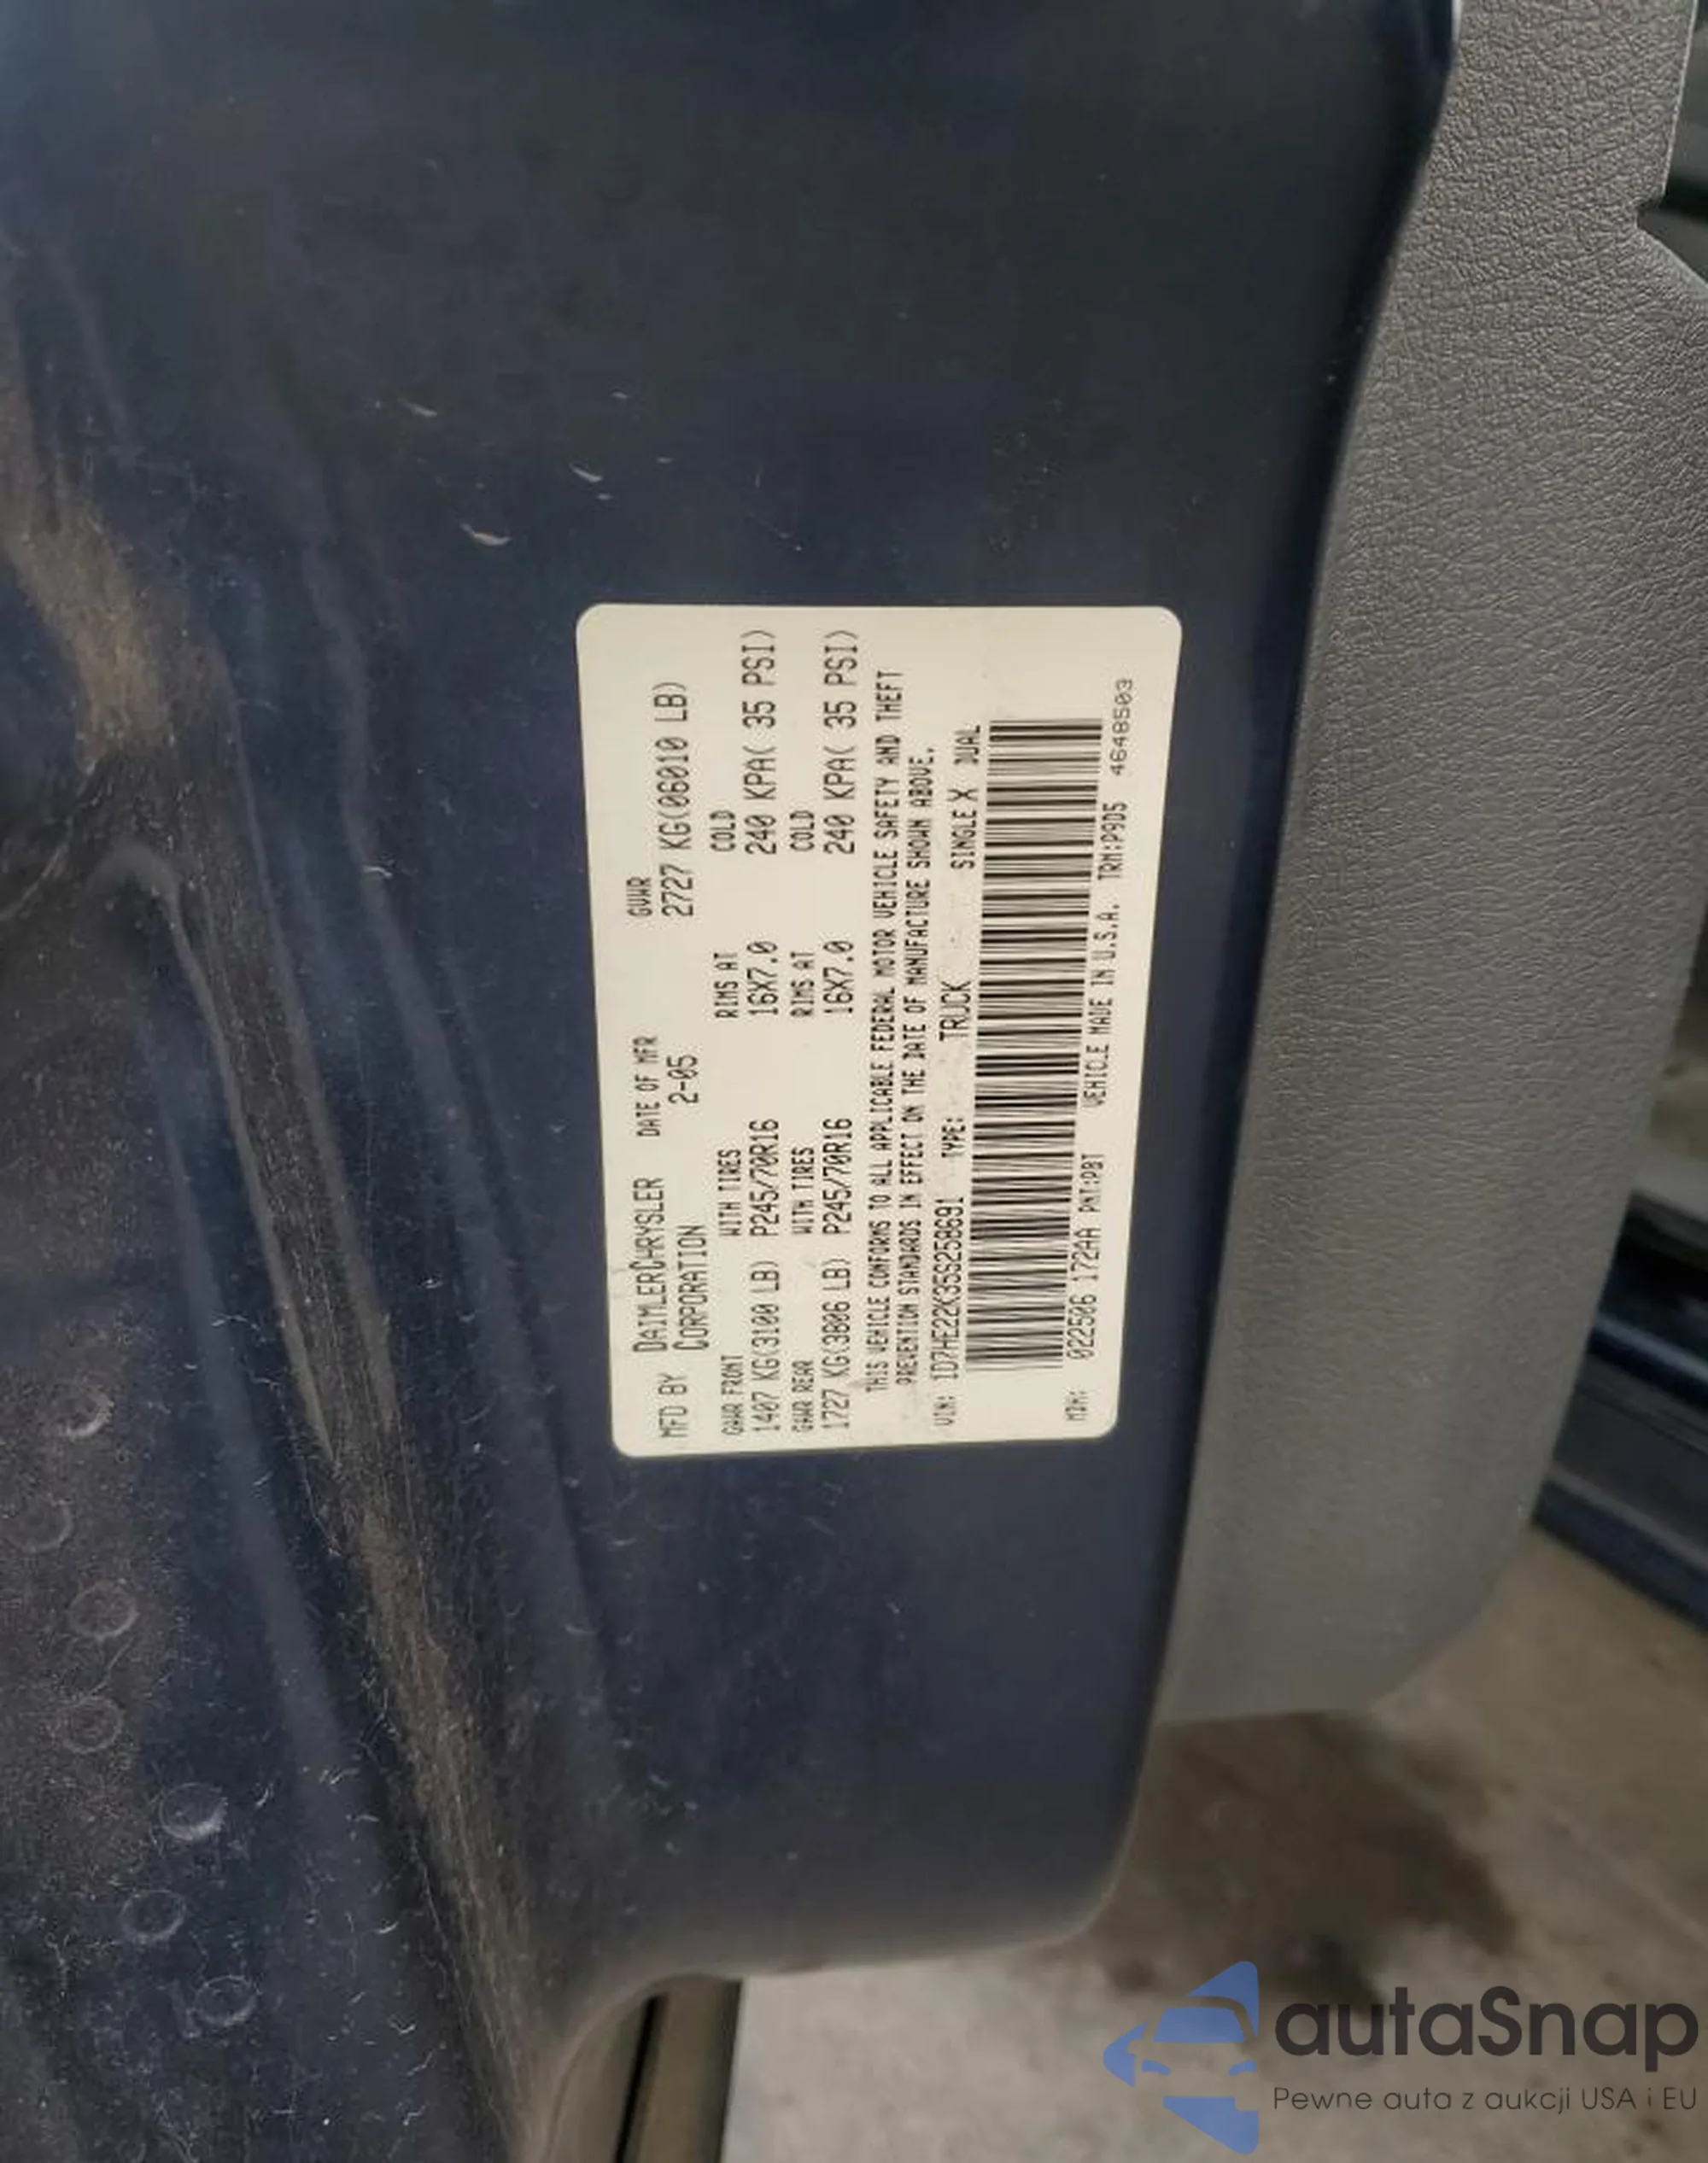 MFD BY DAIMLERCHRYSLER CORPORATION DATE OF MFR 2-05 GVWR 2727 KG(06010 LB)
GAWR FRONT WITH TIRES RIMS AT COLD
1407 KG(3100 LB) P245/70R16 16X7.0 240 KPA( 35 PSI)
GAWR REAR WITH TIRES RIMS AT COLD
1727 KG(3806 LB) P245/70R16 16X7.0 240 KPA( 35 PSI)
THIS VEHICLE CONFORMS TO ALL APPLICABLE FEDERAL MOTOR VEHICLE SAFETY AND THEFT
PREVENTION STANDARDS IN EFFECT ON THE DATE OF MANUFACTURE SHOWN ABOVE.
VIN: 1D7HE22K35S258691 TYPE: TRUCK SINGLE X DUAL
MDH: 022506 172AA PNT:PBT VEHICLE MADE IN U.S.A. TRM:P9D5 4648503
autaSnap
Pewne auta z aukcji USA i EU